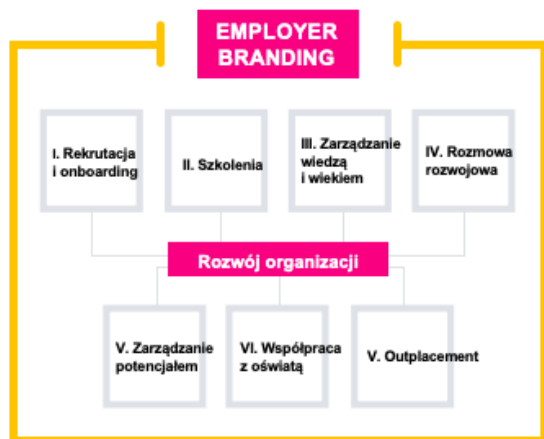 EMPLOYER
BRANDING
I. Rekrutacja
i onboarding
II. Szkolenia
III. Zarządzanie
wiedzą
i wiekiem
IV. Rozmowa
rozwojowa
Rozwój organizacji
V. Zarządzanie
potencjałem
VI. Współpraca
z oświatą
V. Outplacement